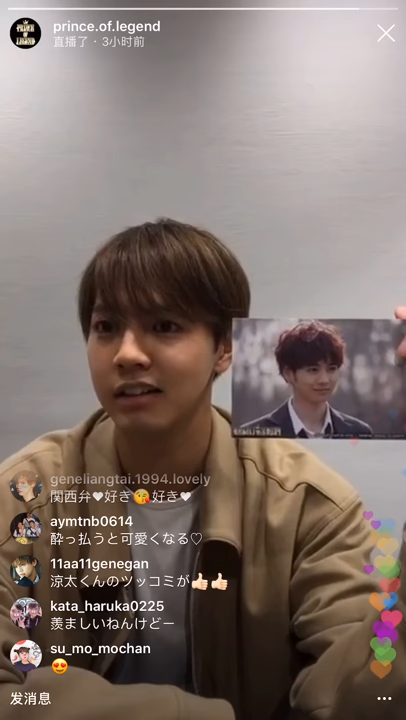 prince.of.legend
直播了・3小时前
geneliangtai.1994.lovely
関西弁❤好き😘好き❤
aymtnb0614
酔っ払うと可愛くなる♡
11aa11genegan
涼太くんのツッコミが👍🏻👍🏻
kata_haruka0225
羨ましいねんけどー
su_mo_mochan
😍
发消息